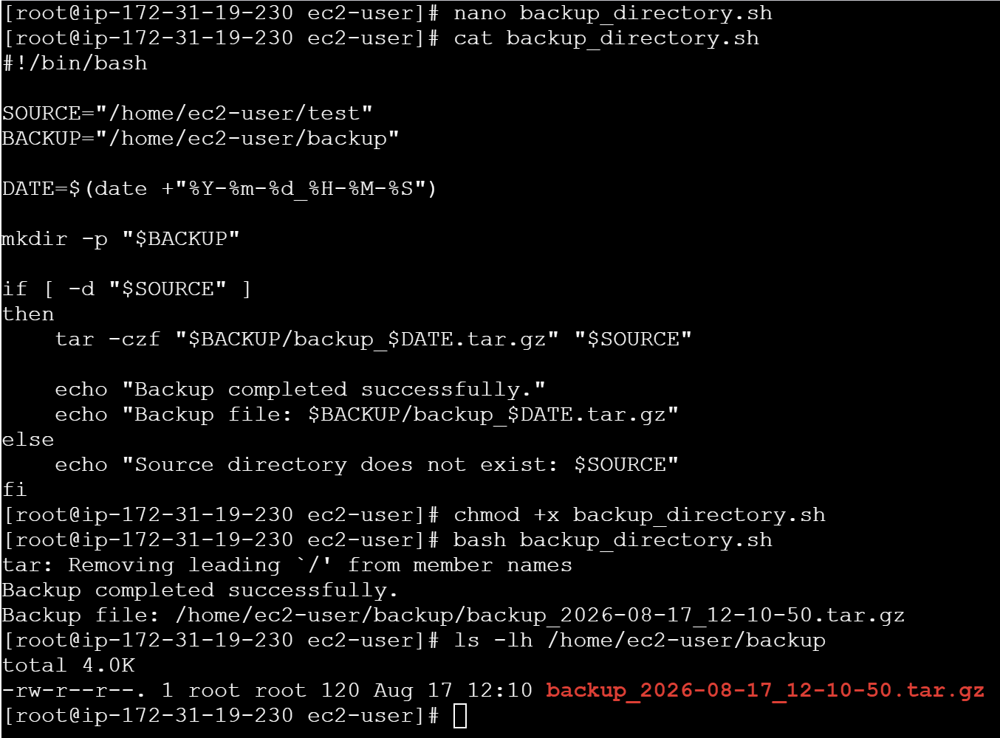 [root@ip-172-31-19-230 ec2-user]# nano backup_directory.sh
[root@ip-172-31-19-230 ec2-user]# cat backup_directory.sh
#!/bin/bash

SOURCE="/home/ec2-user/test"
BACKUP="/home/ec2-user/backup"

DATE=$(date +"%Y-%m-%d_%H-%M-%S")

mkdir -p "$BACKUP"

if [ -d "$SOURCE" ]
then
    tar -czf "$BACKUP/backup_$DATE.tar.gz" "$SOURCE"

    echo "Backup completed successfully."
    echo "Backup file: $BACKUP/backup_$DATE.tar.gz"
else
    echo "Source directory does not exist: $SOURCE"
fi
[root@ip-172-31-19-230 ec2-user]# chmod +x backup_directory.sh
[root@ip-172-31-19-230 ec2-user]# bash backup_directory.sh
tar: Removing leading `/' from member names
Backup completed successfully.
Backup file: /home/ec2-user/backup/backup_2026-08-17_12-10-50.tar.gz
[root@ip-172-31-19-230 ec2-user]# ls -lh /home/ec2-user/backup
total 4.0K
-rw-r--r--. 1 root root 120 Aug 17 12:10 backup_2026-08-17_12-10-50.tar.gz
[root@ip-172-31-19-230 ec2-user]#